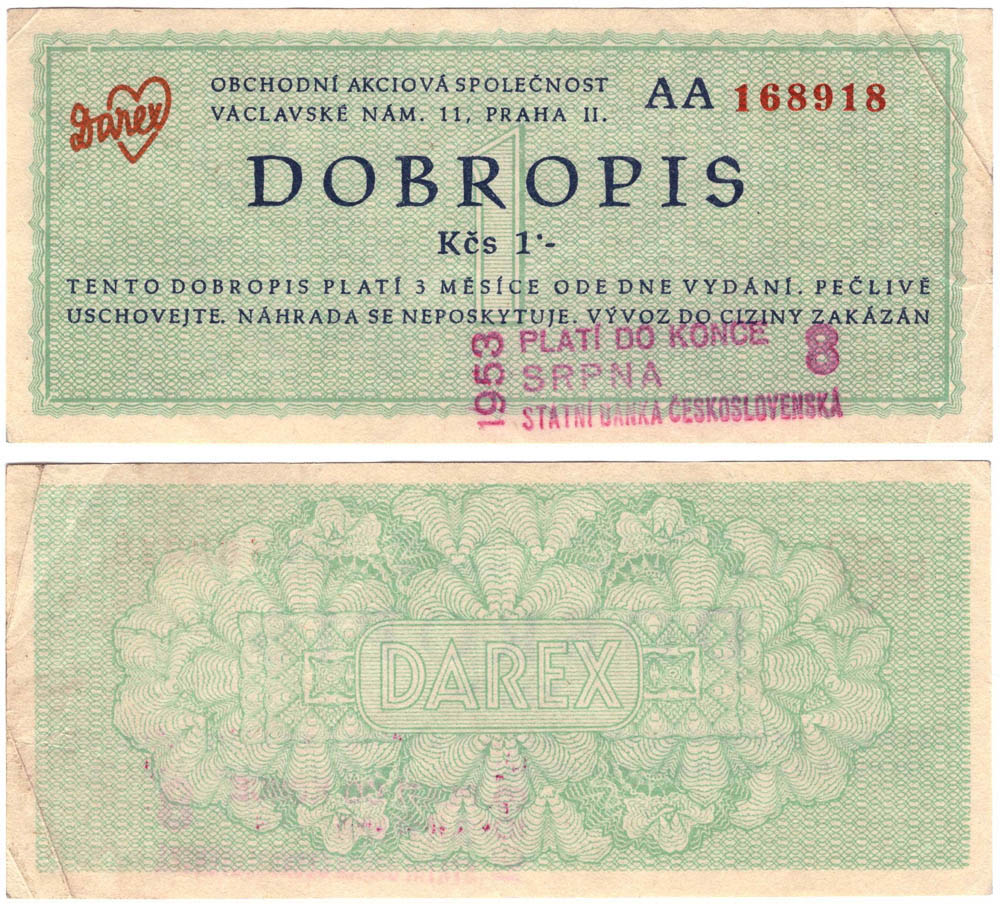 Darex
OBCHODNÍ AKCIOVÁ SPOLEČNOST
VÁCLAVSKÉ NÁM. 11, PRAHA II.
AA 168918
1
DOBROPIS
Kčs 1·-
TENTO DOBROPIS PLATÍ 3 MĚSÍCE ODE DNE VYDÁNÍ. PEČLIVĚ
USCHOVEJTE. NÁHRADA SE NEPOSKYTUJE. VÝVOZ DO CIZINY ZAKÁZÁN
1953
PLATÍ DO KONCE
8
SRPNA
STATNÍ BANKA ČESKOSLOVENSKÁ
DAREX